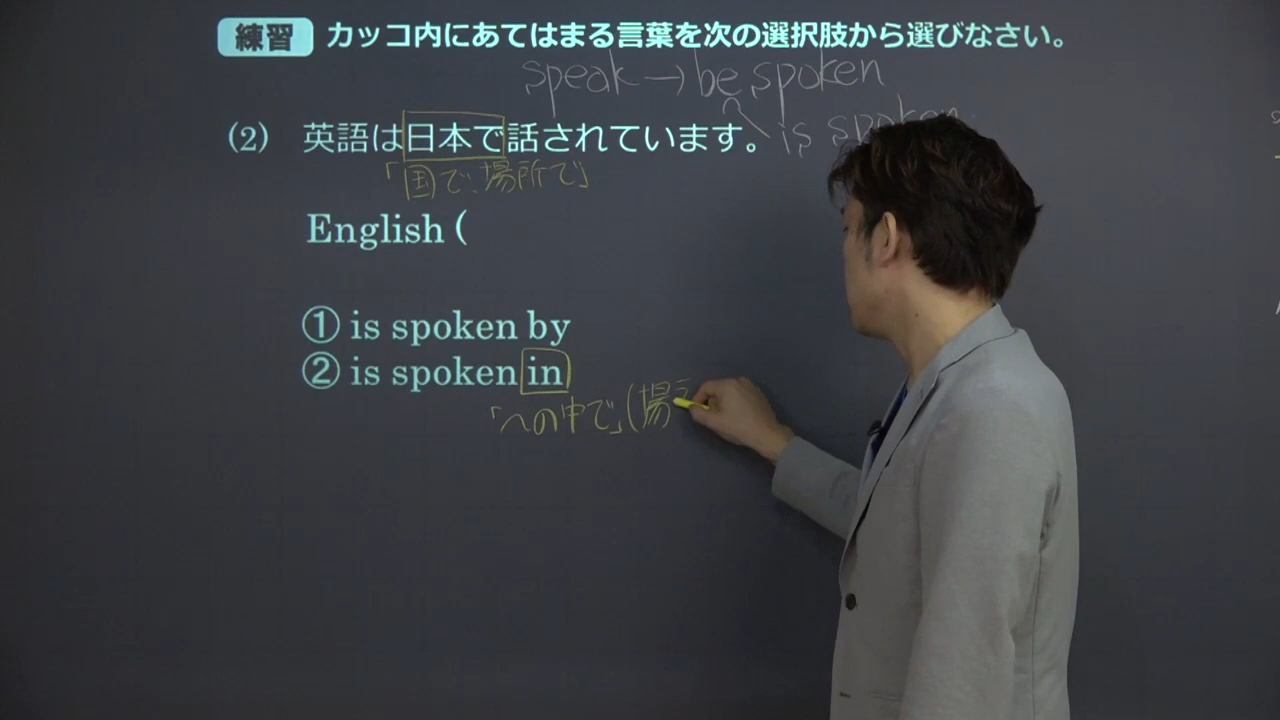 練習 カッコ内にあてはまる言葉を次の選択肢から選びなさい。
speak → be spoken
is spoken
(2) 英語は日本で話されています。
「国で、場所で」
English (
① is spoken by
② is spoken in
「〜の中で」(場